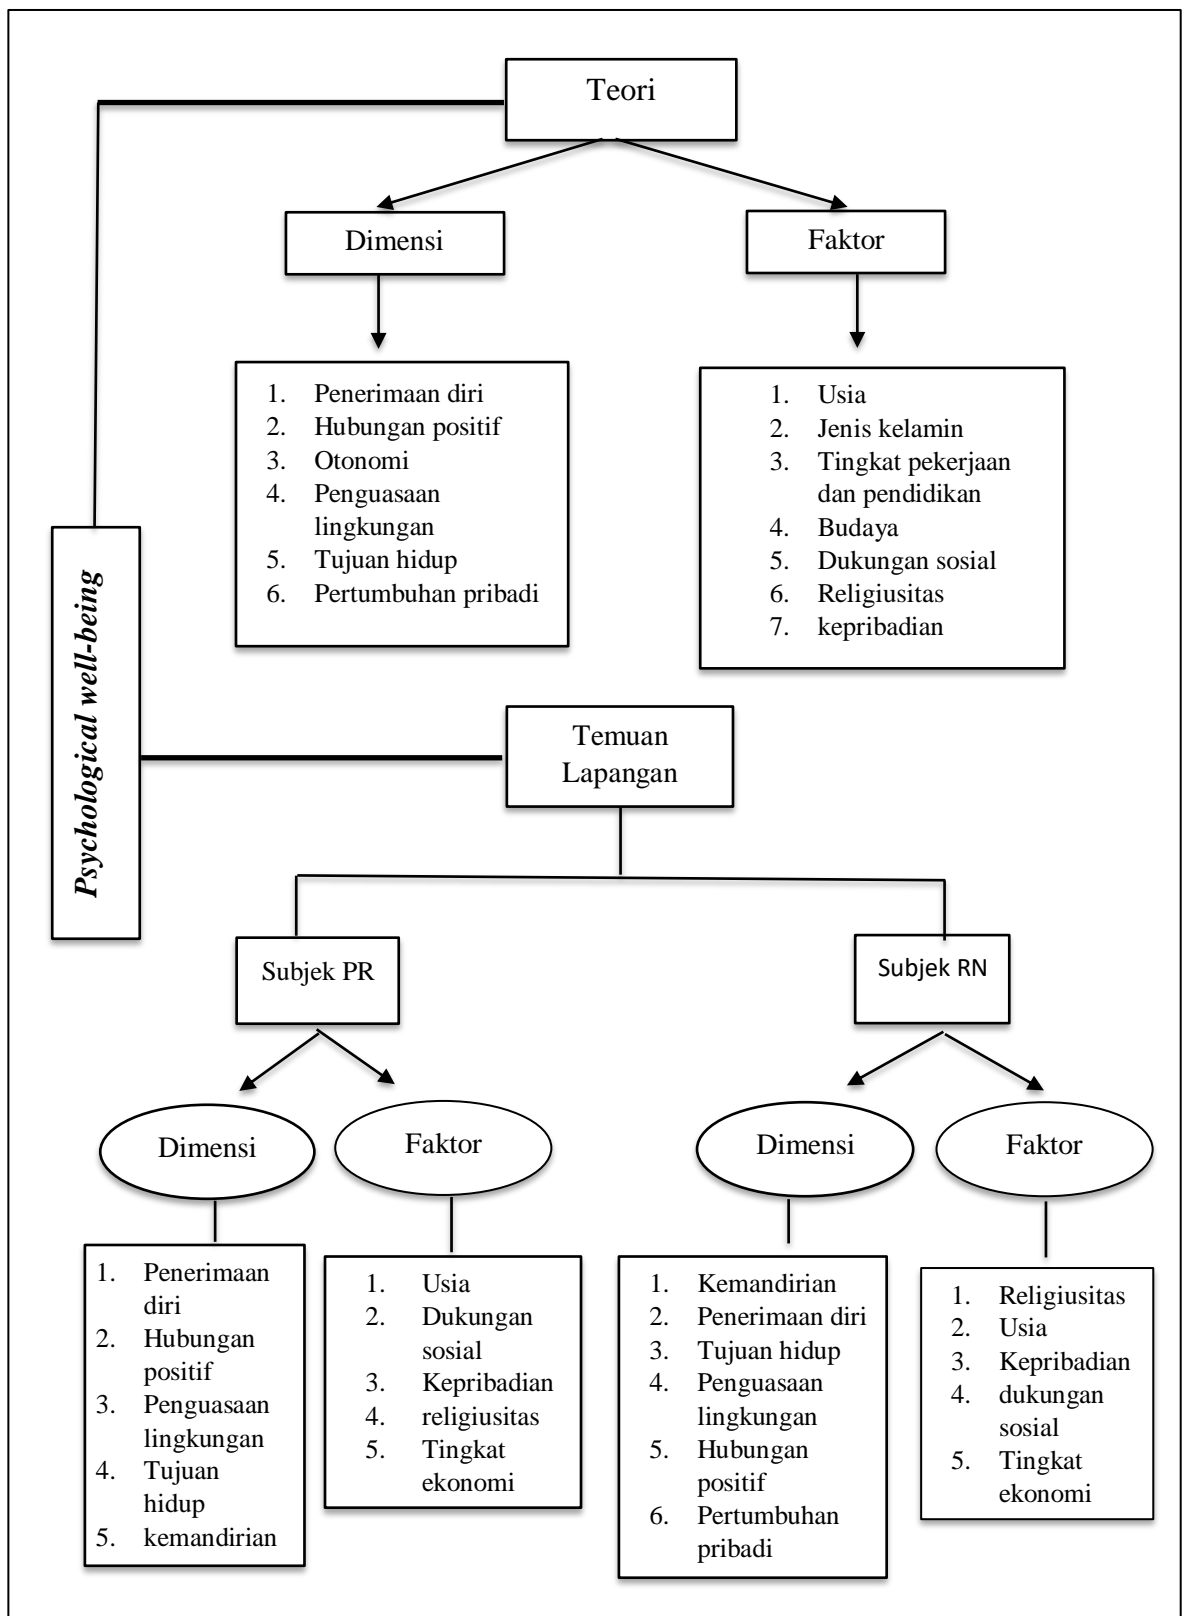 Teori
Dimensi
Faktor
1. Penerimaan diri
2. Hubungan positif
3. Otonomi
4. Penguasaan
lingkungan
5. Tujuan hidup
6. Pertumbuhan pribadi
1. Usia
2. Jenis kelamin
3. Tingkat pekerjaan
dan pendidikan
4. Budaya
5. Dukungan sosial
6. Religiusitas
7. kepribadian
Psychological well-being
Temuan
Lapangan
Subjek PR
Subjek RN
Dimensi
Faktor
Dimensi
Faktor
1. Penerimaan
diri
2. Hubungan
positif
3. Penguasaan
lingkungan
4. Tujuan
hidup
5. kemandirian
1. Usia
2. Dukungan
sosial
3. Kepribadian
4. religiusitas
5. Tingkat
ekonomi
1. Kemandirian
2. Penerimaan diri
3. Tujuan hidup
4. Penguasaan
lingkungan
5. Hubungan
positif
6. Pertumbuhan
pribadi
1. Religiusitas
2. Usia
3. Kepribadian
4. dukungan
sosial
5. Tingkat
ekonomi